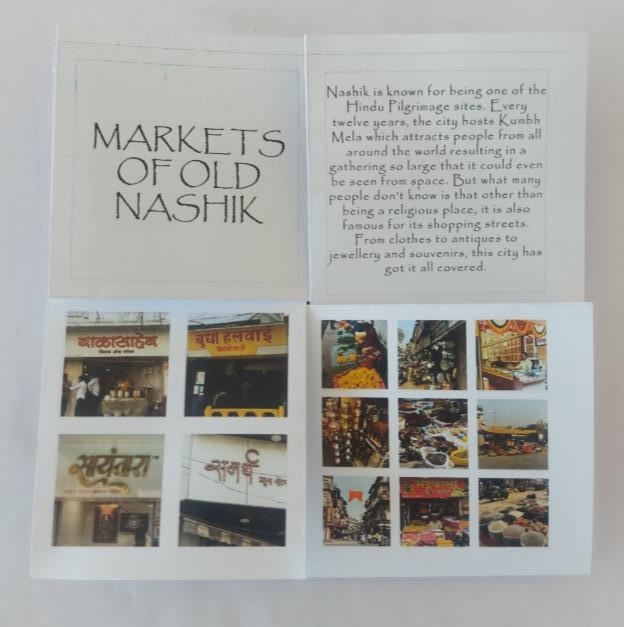 MARKETS
OF OLD
NASHIK
Nashik is known for being one of the
Hindu Pilgrimage sites. Every
twelve years, the city hosts Kumbh
Mela which attracts people from all
around the world resulting in a
gathering so large that it could even
be seen from space. But what many
people don't know is that other than
being a religious place, it is also
famous for its shopping streets.
From clothes to antiques to
jewellery and souvenirs, this city has
got it all covered.
बाळासाहेब
बुधा हलवाई
सायंतारा
समर्थ